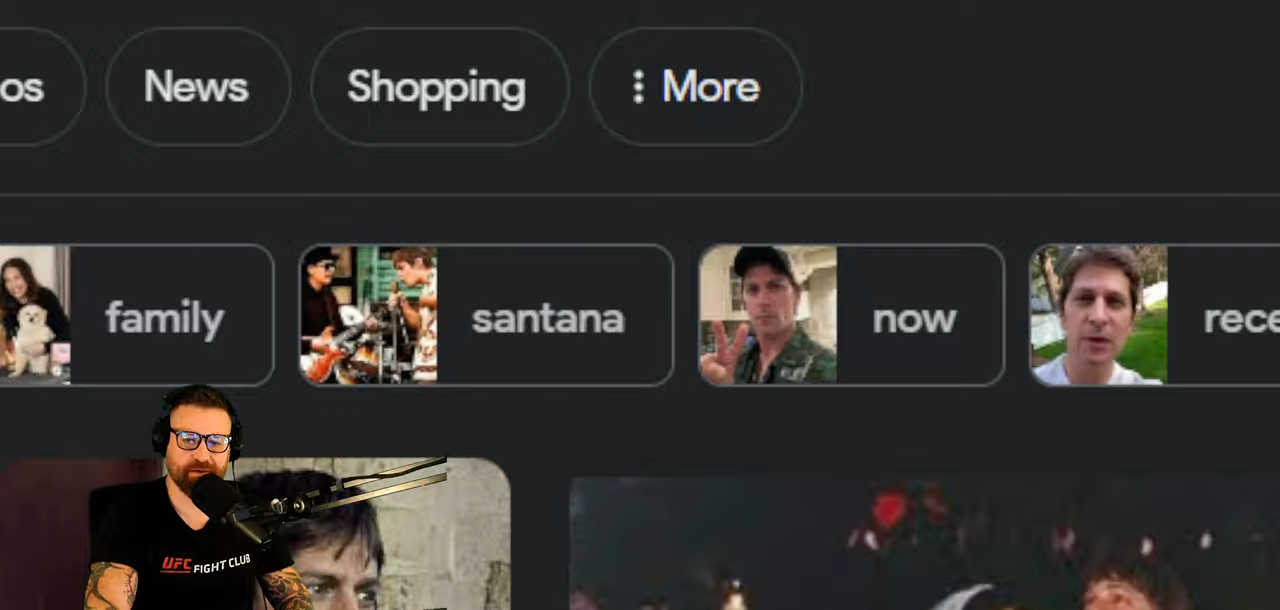 os
News
Shopping
More
family
santana
now
rece
UFC FIGHT CLUB